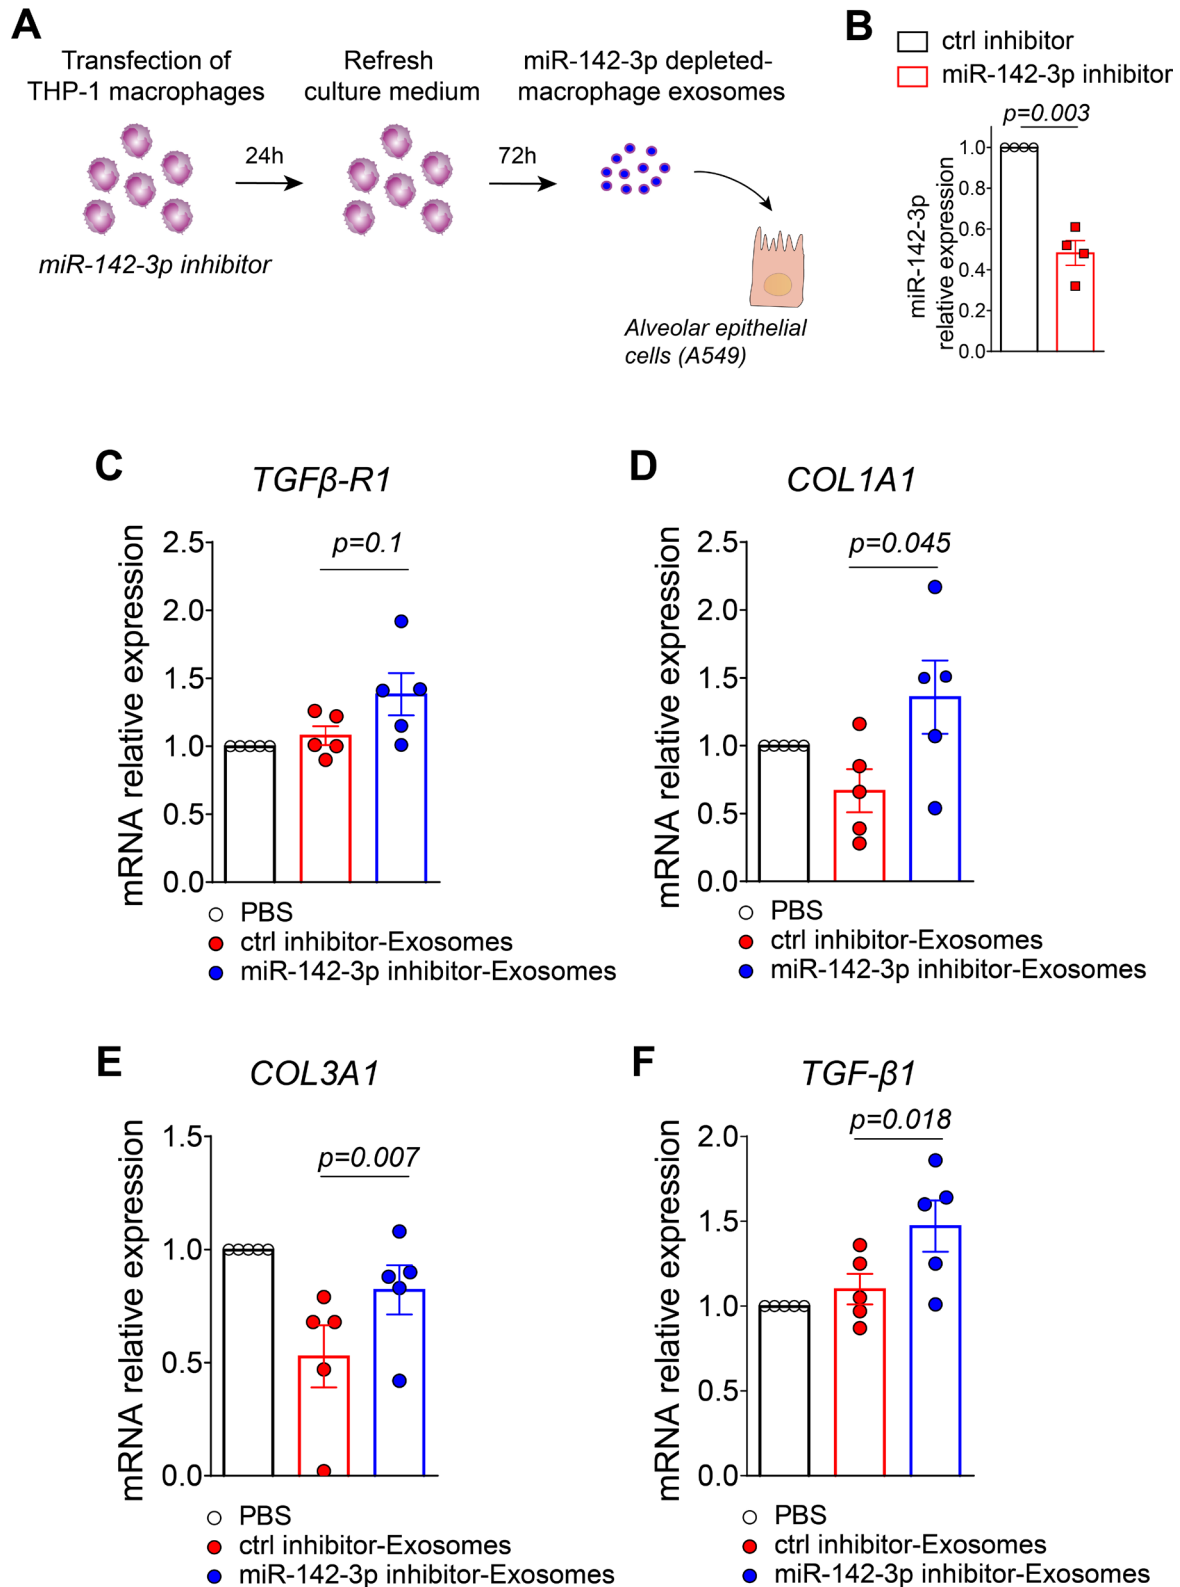 A
Transfection of
THP-1 macrophages
Refresh
culture medium
miR-142-3p depleted-
macrophage exosomes
24h
72h
miR-142-3p inhibitor
Alveolar epithelial
cells (A549)
B
ctrl inhibitor
miR-142-3p inhibitor
p=0.003
miR-142-3p
relative expression
1.0
0.8
0.6
0.4
0.2
0.0
C
TGFβ-R1
mRNA relative expression
2.5
2.0
1.5
1.0
0.5
0.0
p=0.1
PBS
ctrl inhibitor-Exosomes
miR-142-3p inhibitor-Exosomes
D
COL1A1
mRNA relative expression
2.5
2.0
1.5
1.0
0.5
0.0
p=0.045
PBS
ctrl inhibitor-Exosomes
miR-142-3p inhibitor-Exosomes
E
COL3A1
mRNA relative expression
1.5
1.0
0.5
0.0
p=0.007
PBS
ctrl inhibitor-Exosomes
miR-142-3p inhibitor-Exosomes
F
TGF-β1
mRNA relative expression
2.0
1.5
1.0
0.5
0.0
p=0.018
PBS
ctrl inhibitor-Exosomes
miR-142-3p inhibitor-Exosomes